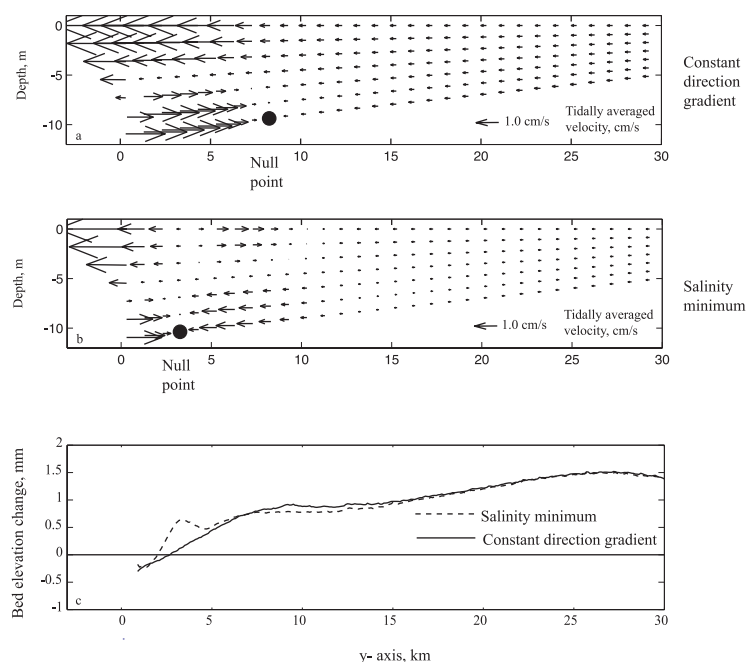 0
-5
-10
Depth, m
a
1.0 cm/s
Tidally averaged
velocity, cm/s
Constant
direction
gradient
0 5 10 15 20 25 30
Null
point
0
-5
-10
Depth, m
b
1.0 cm/s
Tidally averaged
velocity, cm/s
Salinity
minimum
0 5 10 15 20 25 30
Null
point
2
1.5
1
0.5
0
-0.5
-1
Bed elevation change, mm
Salinity minimum
Constant direction gradient
c
0 5 10 15 20 25 30
y- axis, km